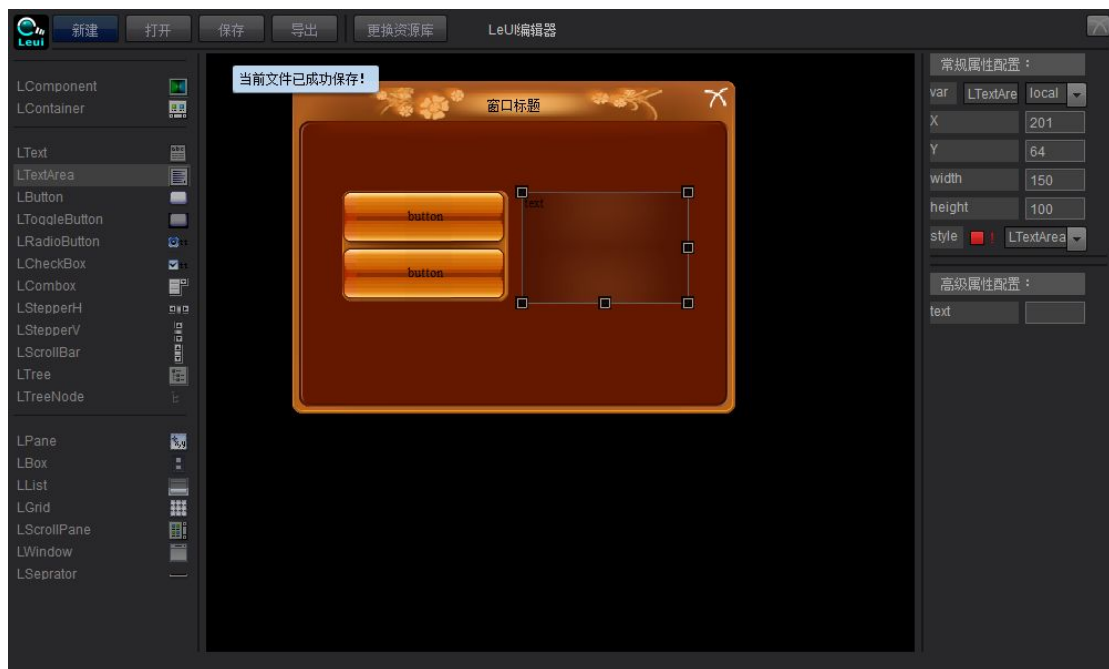 Leui
新建 打开 保存 导出 更换资源库 LeUI编辑器
LComponent
LContainer
LText
LTextArea
LButton
LToggleButton
LRadioButton
LCheckBox
LCombox
LStepperH
LStepperV
LScrollBar
LTree
LTreeNode
LPane
LBox
LList
LGrid
LScrollPane
LWindow
LSeprator
当前文件已成功保存!
窗口标题
button
button
text
常规属性配置：
var LTextAre local
X 201
Y 64
width 150
height 100
style ! LTextArea
高级属性配置：
text